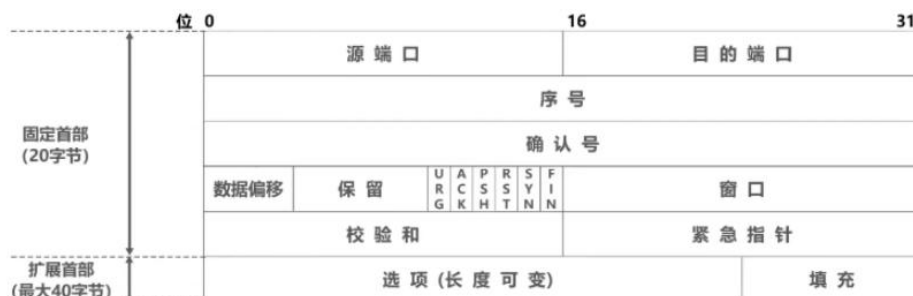 位 0 16 31
源端口 目的端口
序号
确认号
固定首部
(20字节)
数据偏移 保留 URG ACK PSH RST SYN FIN 窗口
校验和 紧急指针
扩展首部
(最大40字节)
选项(长度可变) 填充